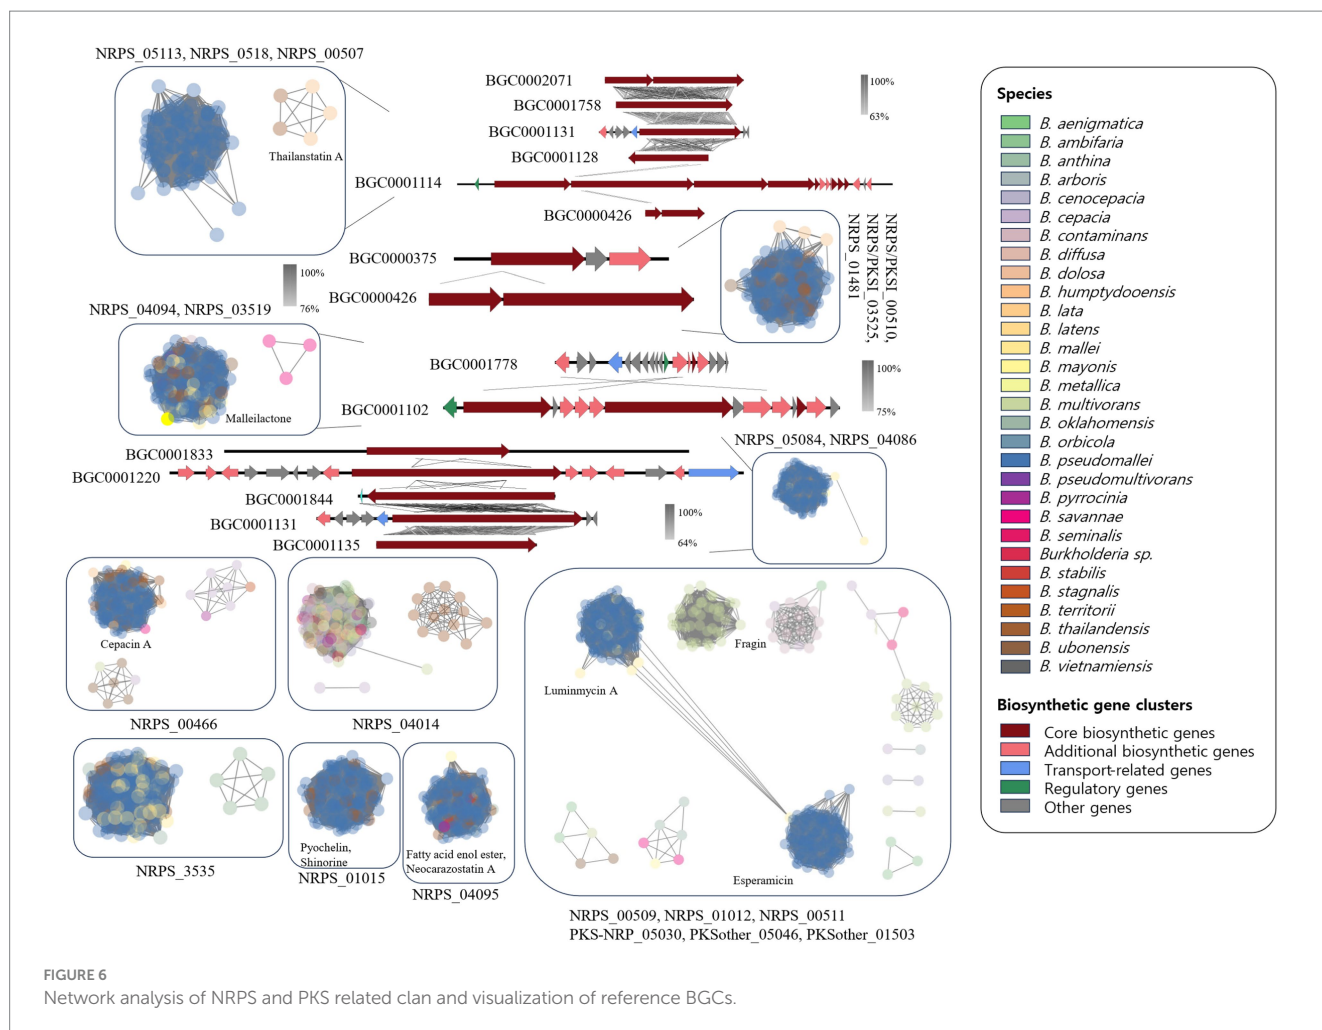 NRPS_05113, NRPS_0518, NRPS_00507
Thailanstatin A
BGC0002071
BGC0001758
BGC0001131
BGC0001128
BGC0001114
BGC0000426
100%
63%
BGC0000375
BGC0000426
100%
76%
NRPS/PKSI_00510,
NRPS/PKSI_03525,
NRPS_01481
NRPS_04094, NRPS_03519
Malleilactone
BGC0001778
BGC0001102
100%
75%
BGC0001833
BGC0001220
BGC0001844
BGC0001131
BGC0001135
100%
64%
NRPS_05084, NRPS_04086
Cepacin A
NRPS_00466
NRPS_04014
NRPS_3535
Pyochelin,
Shinorine
NRPS_01015
Fatty acid enol ester,
Neocarazostatin A
NRPS_04095
Luminmycin A
Fragin
Esperamicin
NRPS_00509, NRPS_01012, NRPS_00511
PKS-NRP_05030, PKSother_05046, PKSother_01503
Species
B. aenigmatica
B. ambifaria
B. anthina
B. arboris
B. cenocepacia
B. cepacia
B. contaminans
B. diffusa
B. dolosa
B. humptydooensis
B. lata
B. latens
B. mallei
B. mayonis
B. metallica
B. multivorans
B. oklahomensis
B. orbicola
B. pseudomallei
B. pseudomultivorans
B. pyrrocinia
B. savannae
B. seminalis
Burkholderia sp.
B. stabilis
B. stagnalis
B. territorii
B. thailandensis
B. ubonensis
B. vietnamiensis
Biosynthetic gene clusters
Core biosynthetic genes
Additional biosynthetic genes
Transport-related genes
Regulatory genes
Other genes
FIGURE 6
Network analysis of NRPS and PKS related clan and visualization of reference BGCs.